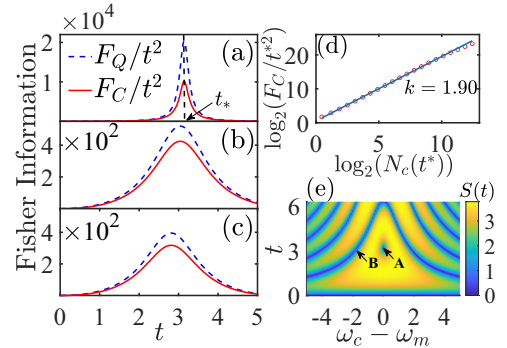 ×10⁴
2
1
0
(a)
F_Q/t²
F_C/t²
t_*
×10²
4
2
0
(b)
×10²
4
2
0
(c)
0 1 2 3 4 5
t
Fisher Information
(d)
20
10
0
k = 1.90
0 5 10
log₂(N_c(t*))
log₂(F_C/t*²)
(e)
S(t)
6
3
0
B
A
3
2
1
0
-4 -2 0 2 4
t
ω_c − ω_m